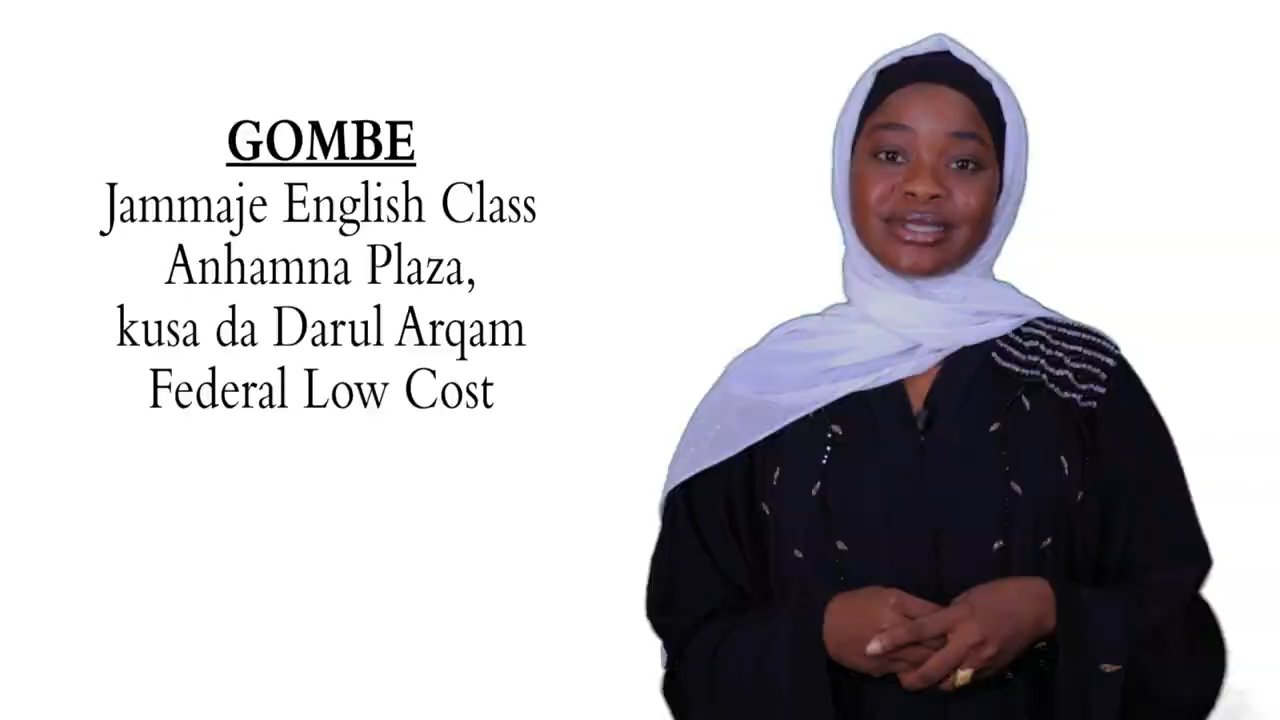 GOMBE
Jammaje English Class
Anhamna Plaza,
kusa da Darul Arqam
Federal Low Cost